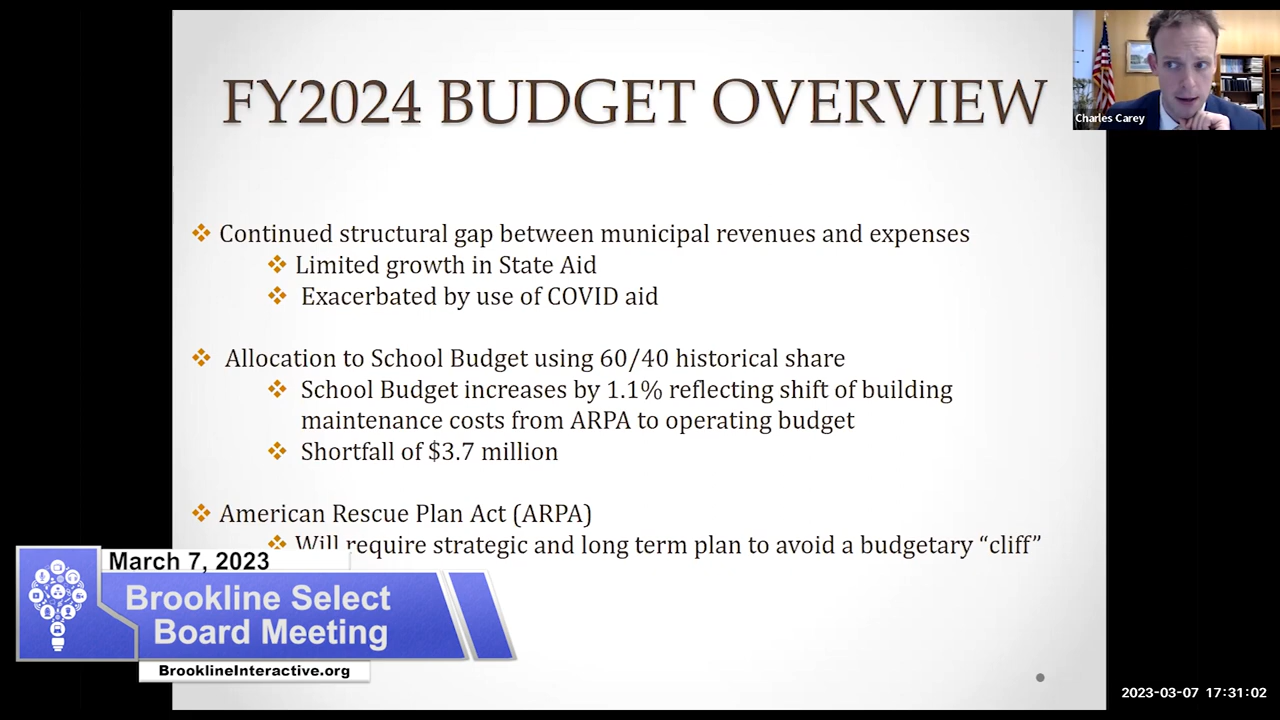 FY2024 BUDGET OVERVIEW
Charles Carey
Continued structural gap between municipal revenues and expenses
Limited growth in State Aid
Exacerbated by use of COVID aid
Allocation to School Budget using 60/40 historical share
School Budget increases by 1.1% reflecting shift of building
maintenance costs from ARPA to operating budget
Shortfall of $3.7 million
American Rescue Plan Act (ARPA)
Will require strategic and long term plan to avoid a budgetary “cliff”
March 7, 2023
Brookline Select
Board Meeting
BrooklineInteractive.org
2023-03-07 17:31:02